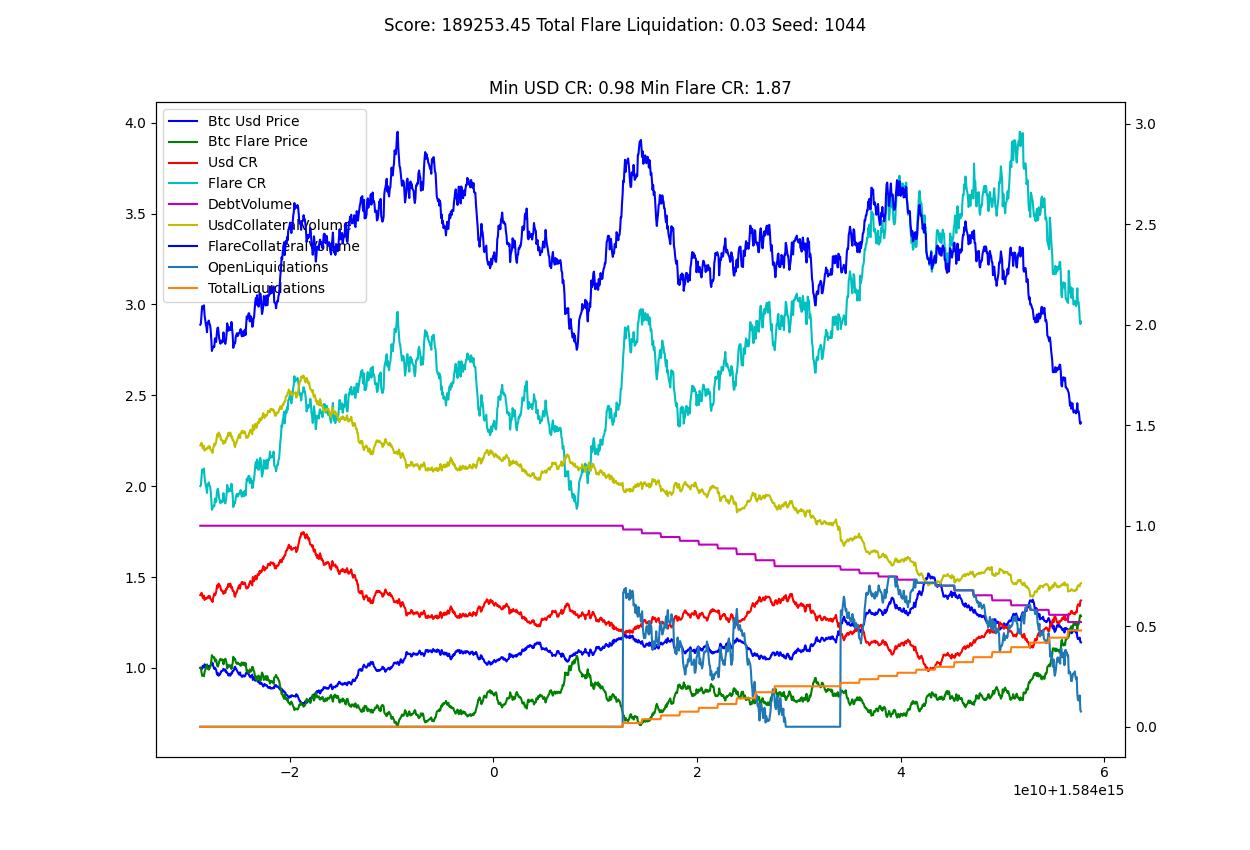 Score: 189253.45 Total Flare Liquidation: 0.03 Seed: 1044
Min USD CR: 0.98 Min Flare CR: 1.87
Btc Usd Price
Btc Flare Price
Usd CR
Flare CR
DebtVolume
UsdCollateralVolume
FlareCollateralVolume
OpenLiquidations
TotalLiquidations
4.0
3.5
3.0
2.5
2.0
1.5
1.0
3.0
2.5
2.0
1.5
1.0
0.5
0.0
−2
0
2
4
6
1e10+1.584e15